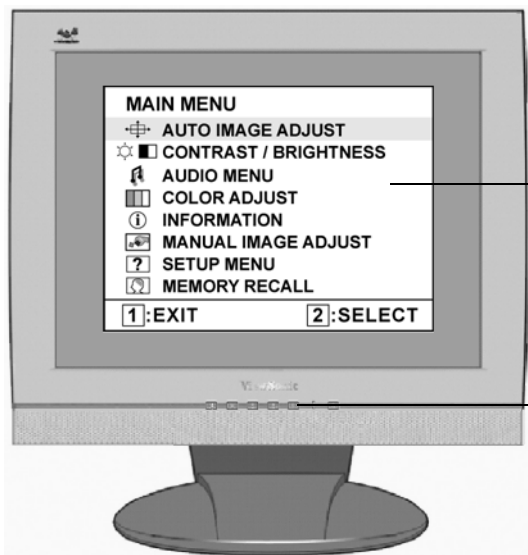 MAIN MENU
AUTO IMAGE ADJUST
CONTRAST / BRIGHTNESS
AUDIO MENU
COLOR ADJUST
INFORMATION
MANUAL IMAGE ADJUST
? SETUP MENU
MEMORY RECALL
1:EXIT 2:SELECT
ViewSonic